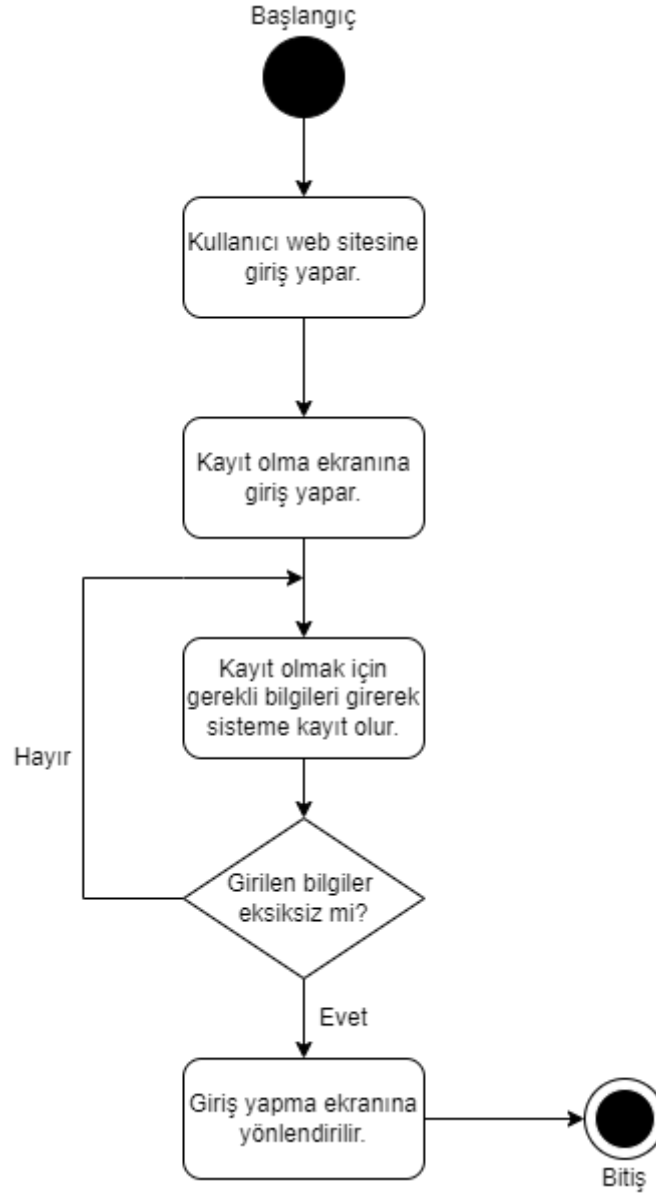 Başlangıç
Kullanıcı web sitesine
giriş yapar.
Kayıt olma ekranına
giriş yapar.
Kayıt olmak için
gerekli bilgileri girerek
sisteme kayıt olur.
Hayır
Girilen bilgiler
eksiksiz mi?
Evet
Giriş yapma ekranına
yönlendirilir.
Bitiş